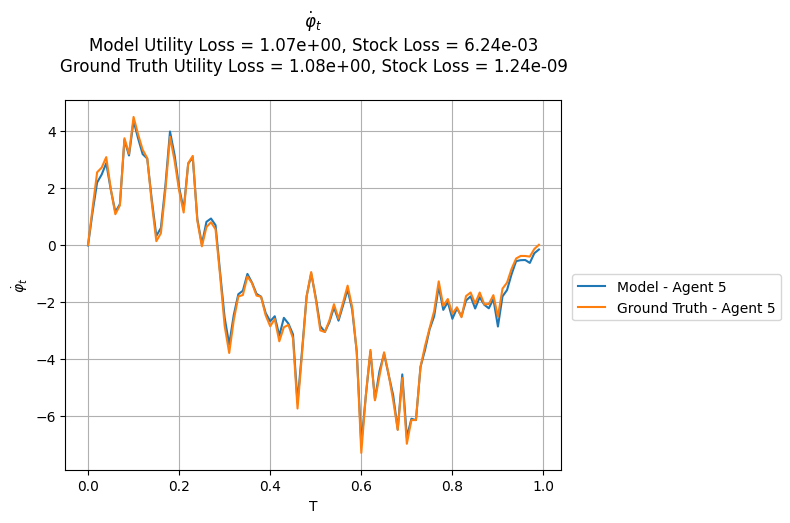 φ̇ₜ
Model Utility Loss = 1.07e+00, Stock Loss = 6.24e-03
Ground Truth Utility Loss = 1.08e+00, Stock Loss = 1.24e-09
4
2
0
−2
−4
−6
φ̇ₜ
0.0 0.2 0.4 0.6 0.8 1.0
T
Model - Agent 5
Ground Truth - Agent 5